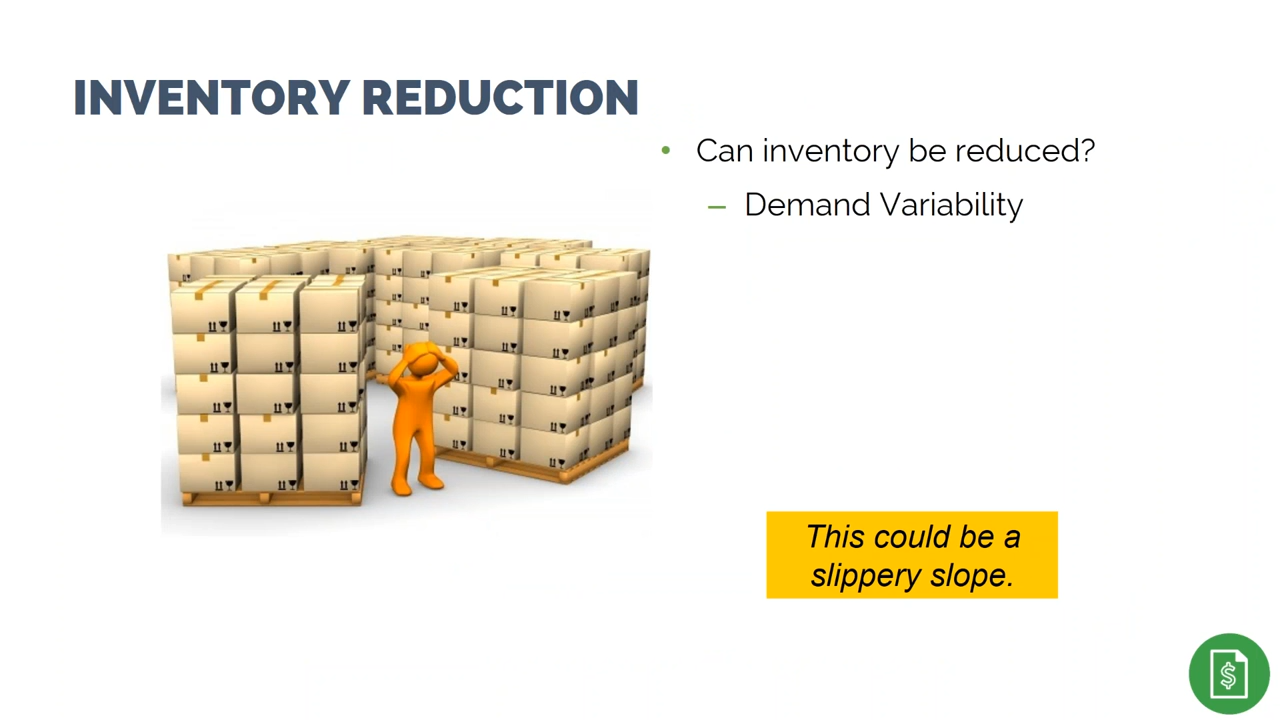 INVENTORY REDUCTION
• Can inventory be reduced?
– Demand Variability
This could be a
slippery slope.
$